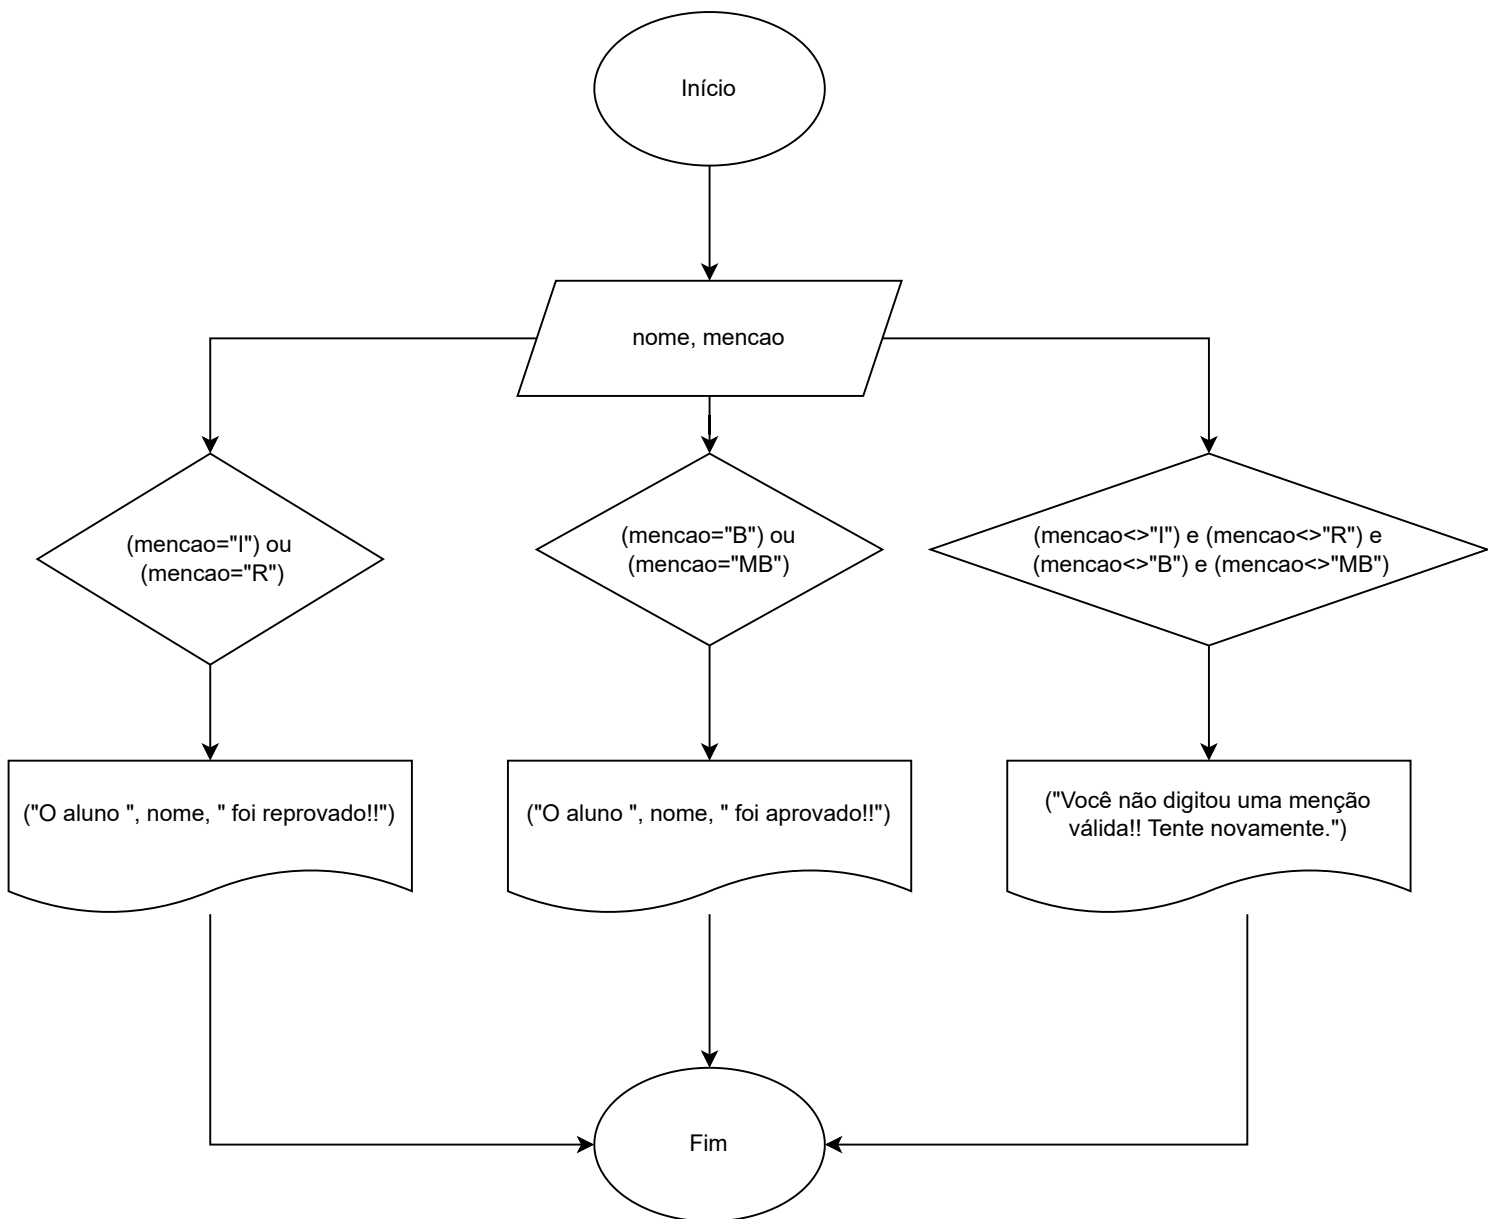 Início
nome, mencao
(mencao="I") ou
(mencao="R")
(mencao="B") ou
(mencao="MB")
(mencao<>"I") e (mencao<>"R") e
(mencao<>"B") e (mencao<>"MB")
("O aluno ", nome, " foi reprovado!!")
("O aluno ", nome, " foi aprovado!!")
("Você não digitou uma menção
válida!! Tente novamente.")
Fim